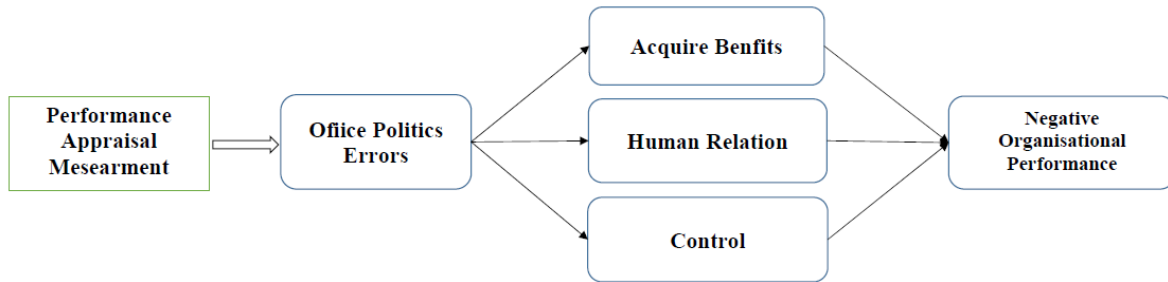 Performance
Appraisal
Mesearment
Ofiice Politics
Errors
Acquire Benfits
Human Relation
Control
Negative
Organisational
Performance